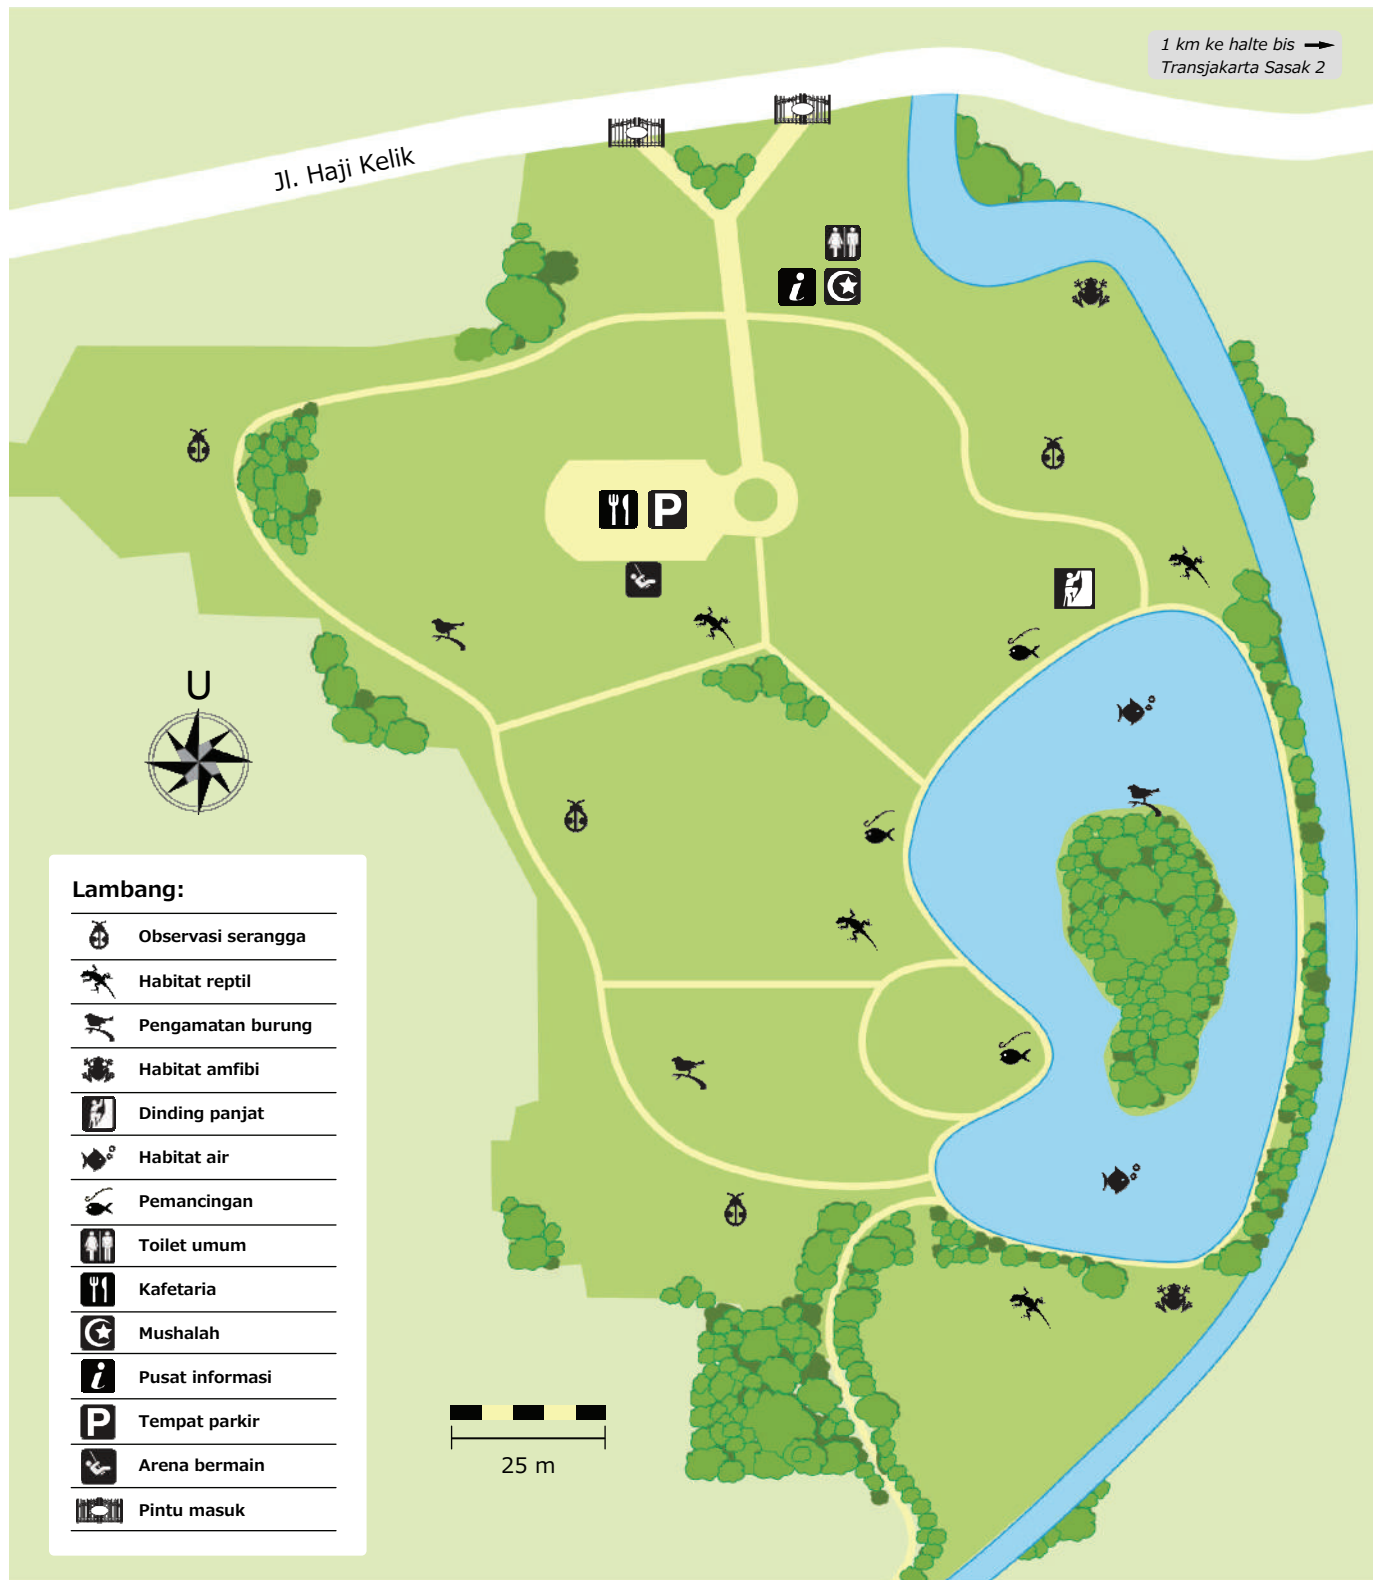 1 km ke halte bis
Transjakarta Sasak 2
Jl. Haji Kelik
i
P
U
Lambang:
Observasi serangga
Habitat reptil
Pengamatan burung
Habitat amfibi
Dinding panjat
Habitat air
Pemancingan
Toilet umum
Kafetaria
Mushalah
i Pusat informasi
P Tempat parkir
Arena bermain
Pintu masuk
25 m